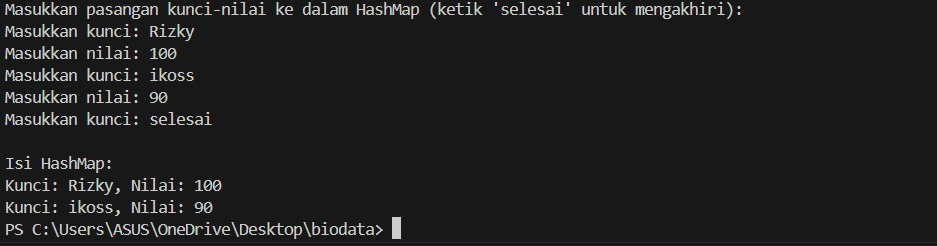 Masukkan pasangan kunci-nilai ke dalam HashMap (ketik 'selesai' untuk mengakhiri):
Masukkan kunci: Rizky
Masukkan nilai: 100
Masukkan kunci: ikoss
Masukkan nilai: 90
Masukkan kunci: selesai

Isi HashMap:
Kunci: Rizky, Nilai: 100
Kunci: ikoss, Nilai: 90
PS C:\Users\ASUS\OneDrive\Desktop\biodata>